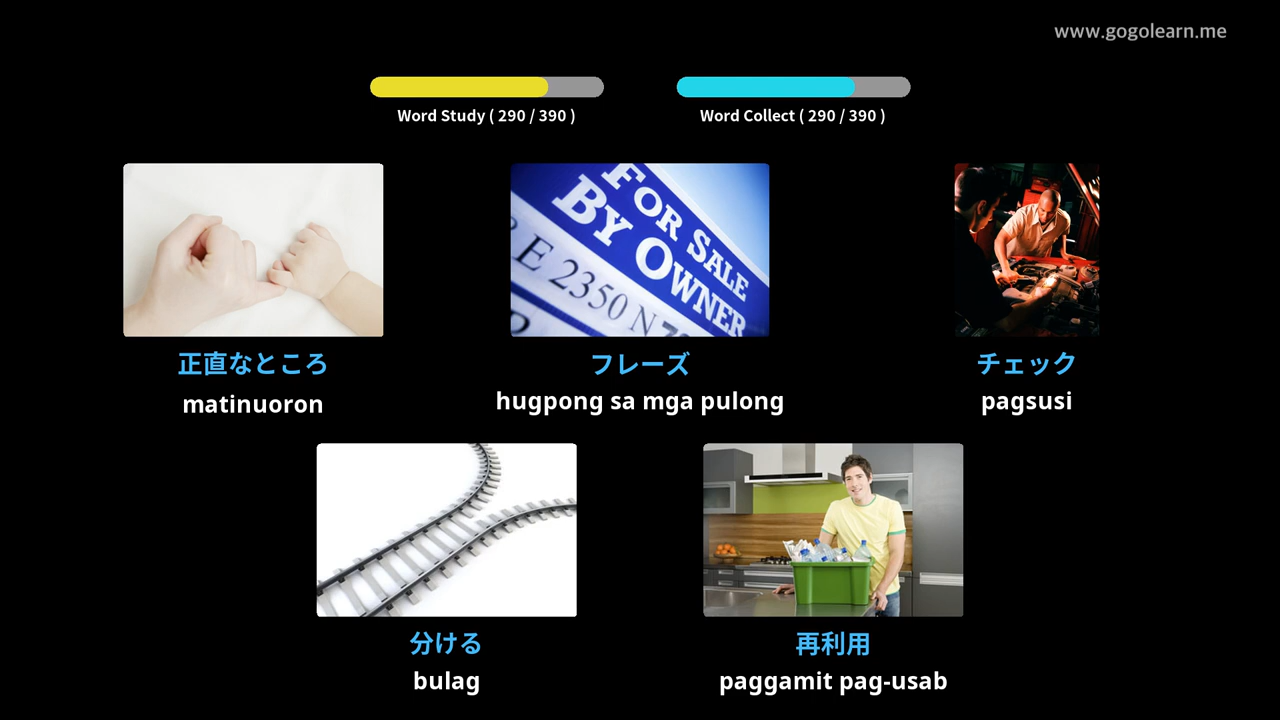 www.gogolearn.me
Word Study ( 290 / 390 )
Word Collect ( 290 / 390 )
FOR SALE
BY OWNER
E 2350 N
正直なところ
フレーズ
チェック
matinuoron
hugpong sa mga pulong
pagsusi
分ける
再利用
bulag
paggamit pag-usab